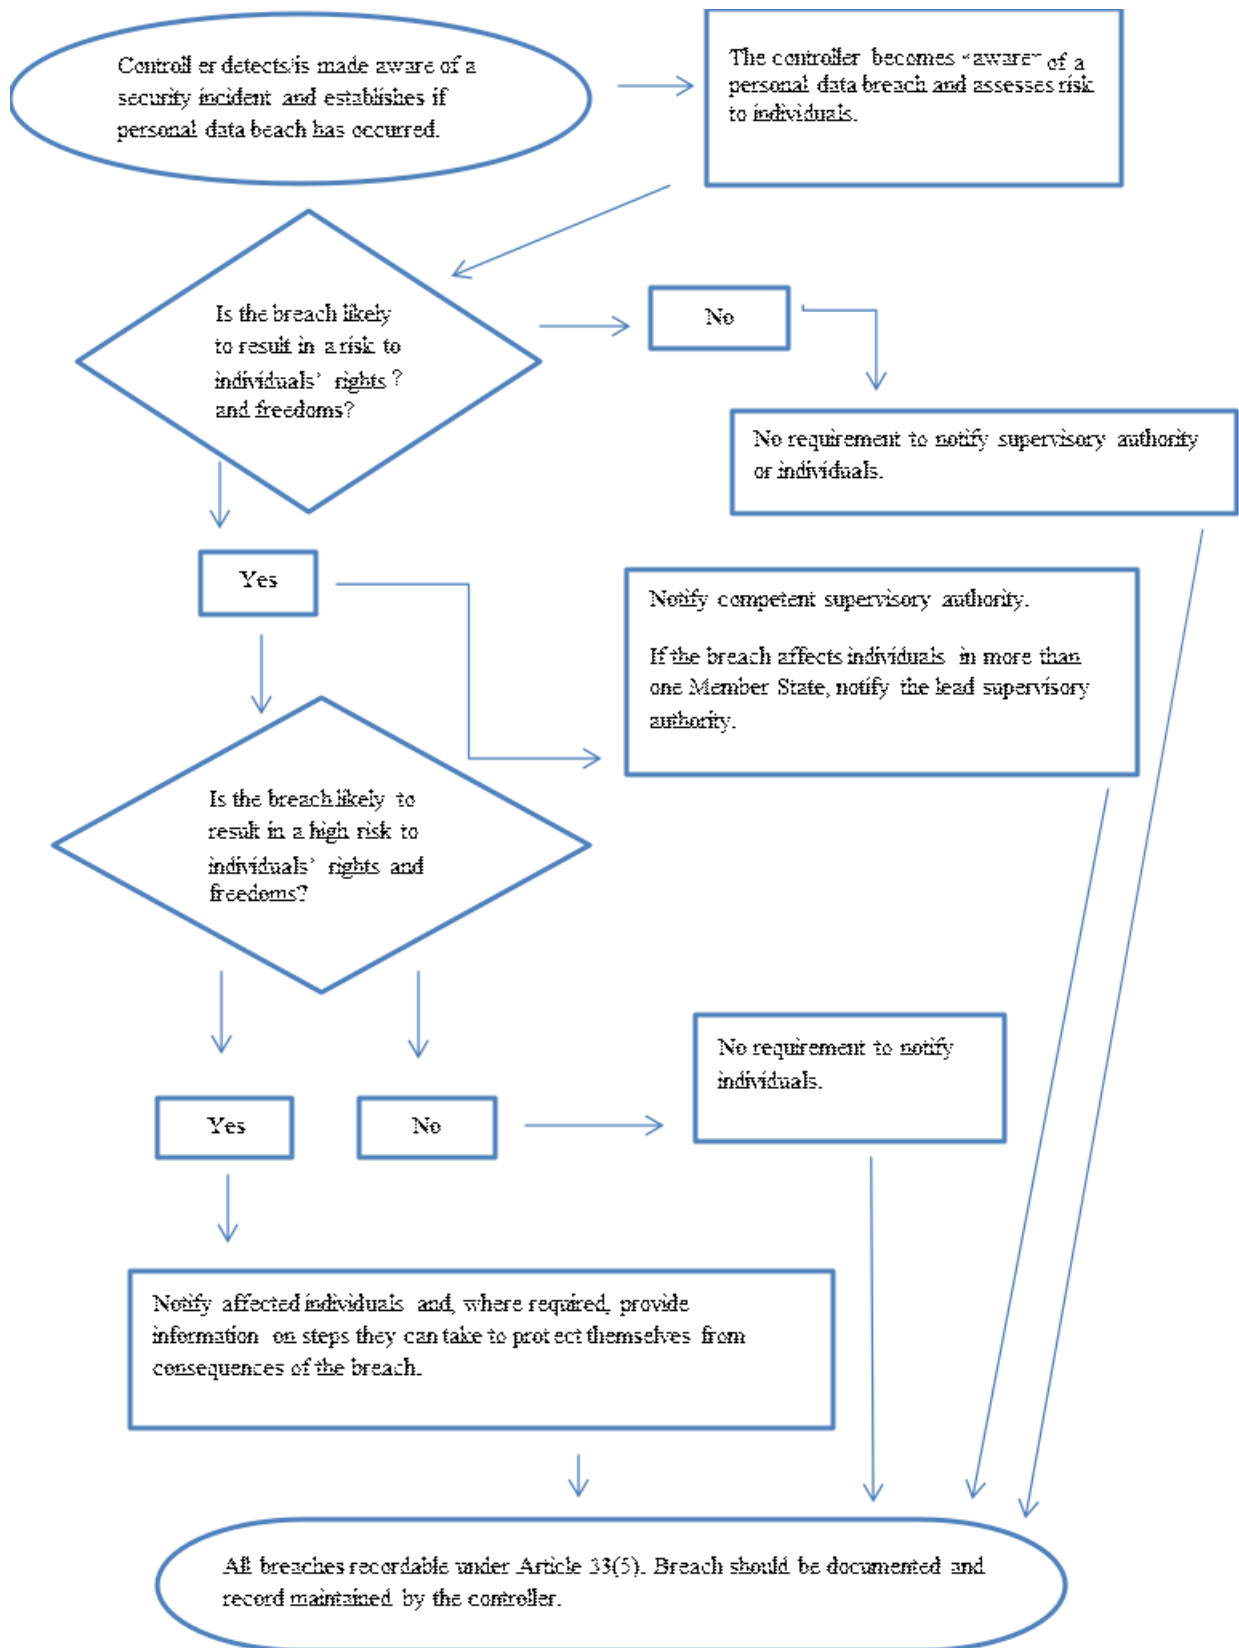 Controller detects/is made aware of a
security incident and establishes if
personal data beach has occurred.
The controller becomes “aware” of a
personal data breach and assesses risk
to individuals.
Is the breach likely
to result in a risk to
individuals’ rights ?
and freedoms?
No
No requirement to notify supervisory authority
or individuals.
Yes
Notify competent supervisory authority.
If the breach affects individuals in more than
one Member State, notify the lead supervisory
authority.
Is the breach likely to
result in a high risk to
individuals’ rights and
freedoms?
No requirement to notify
individuals.
Yes
No
Notify affected individuals and, where required, provide
information on steps they can take to protect themselves from
consequences of the breach.
All breaches recordable under Article 33(5). Breach should be documented and
record maintained by the controller.